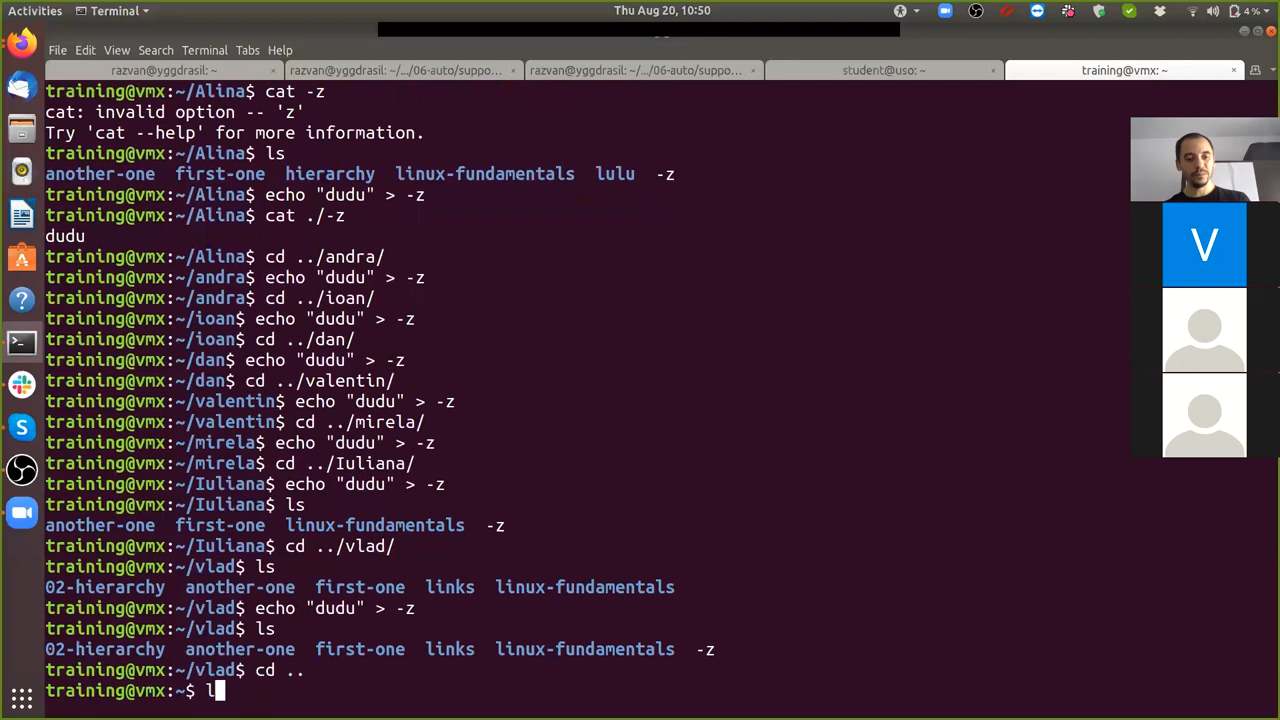 Activities Terminal Thu Aug 20, 10:50 4 %
File Edit View Search Terminal Tabs Help
razvan@yggdrasil: ~ × razvan@yggdrasil: ~/.../06-auto/suppo... × razvan@yggdrasil: ~/.../06-auto/suppo... × student@uso: ~ × training@vmx: ~ ×
training@vmx:~/Alina$ cat -z
cat: invalid option -- 'z'
Try 'cat --help' for more information.
training@vmx:~/Alina$ ls
another-one first-one hierarchy linux-fundamentals lulu -z
training@vmx:~/Alina$ echo "dudu" > -z
training@vmx:~/Alina$ cat ./-z
dudu
training@vmx:~/Alina$ cd ../andra/
training@vmx:~/andra$ echo "dudu" > -z
training@vmx:~/andra$ cd ../ioan/
training@vmx:~/ioan$ echo "dudu" > -z
training@vmx:~/ioan$ cd ../dan/
training@vmx:~/dan$ echo "dudu" > -z
training@vmx:~/dan$ cd ../valentin/
training@vmx:~/valentin$ echo "dudu" > -z
training@vmx:~/valentin$ cd ../mirela/
training@vmx:~/mirela$ echo "dudu" > -z
training@vmx:~/mirela$ cd ../Iuliana/
training@vmx:~/Iuliana$ echo "dudu" > -z
training@vmx:~/Iuliana$ ls
another-one first-one linux-fundamentals -z
training@vmx:~/Iuliana$ cd ../vlad/
training@vmx:~/vlad$ ls
02-hierarchy another-one first-one links linux-fundamentals
training@vmx:~/vlad$ echo "dudu" > -z
training@vmx:~/vlad$ ls
02-hierarchy another-one first-one links linux-fundamentals -z
training@vmx:~/vlad$ cd ..
training@vmx:~$ l
V